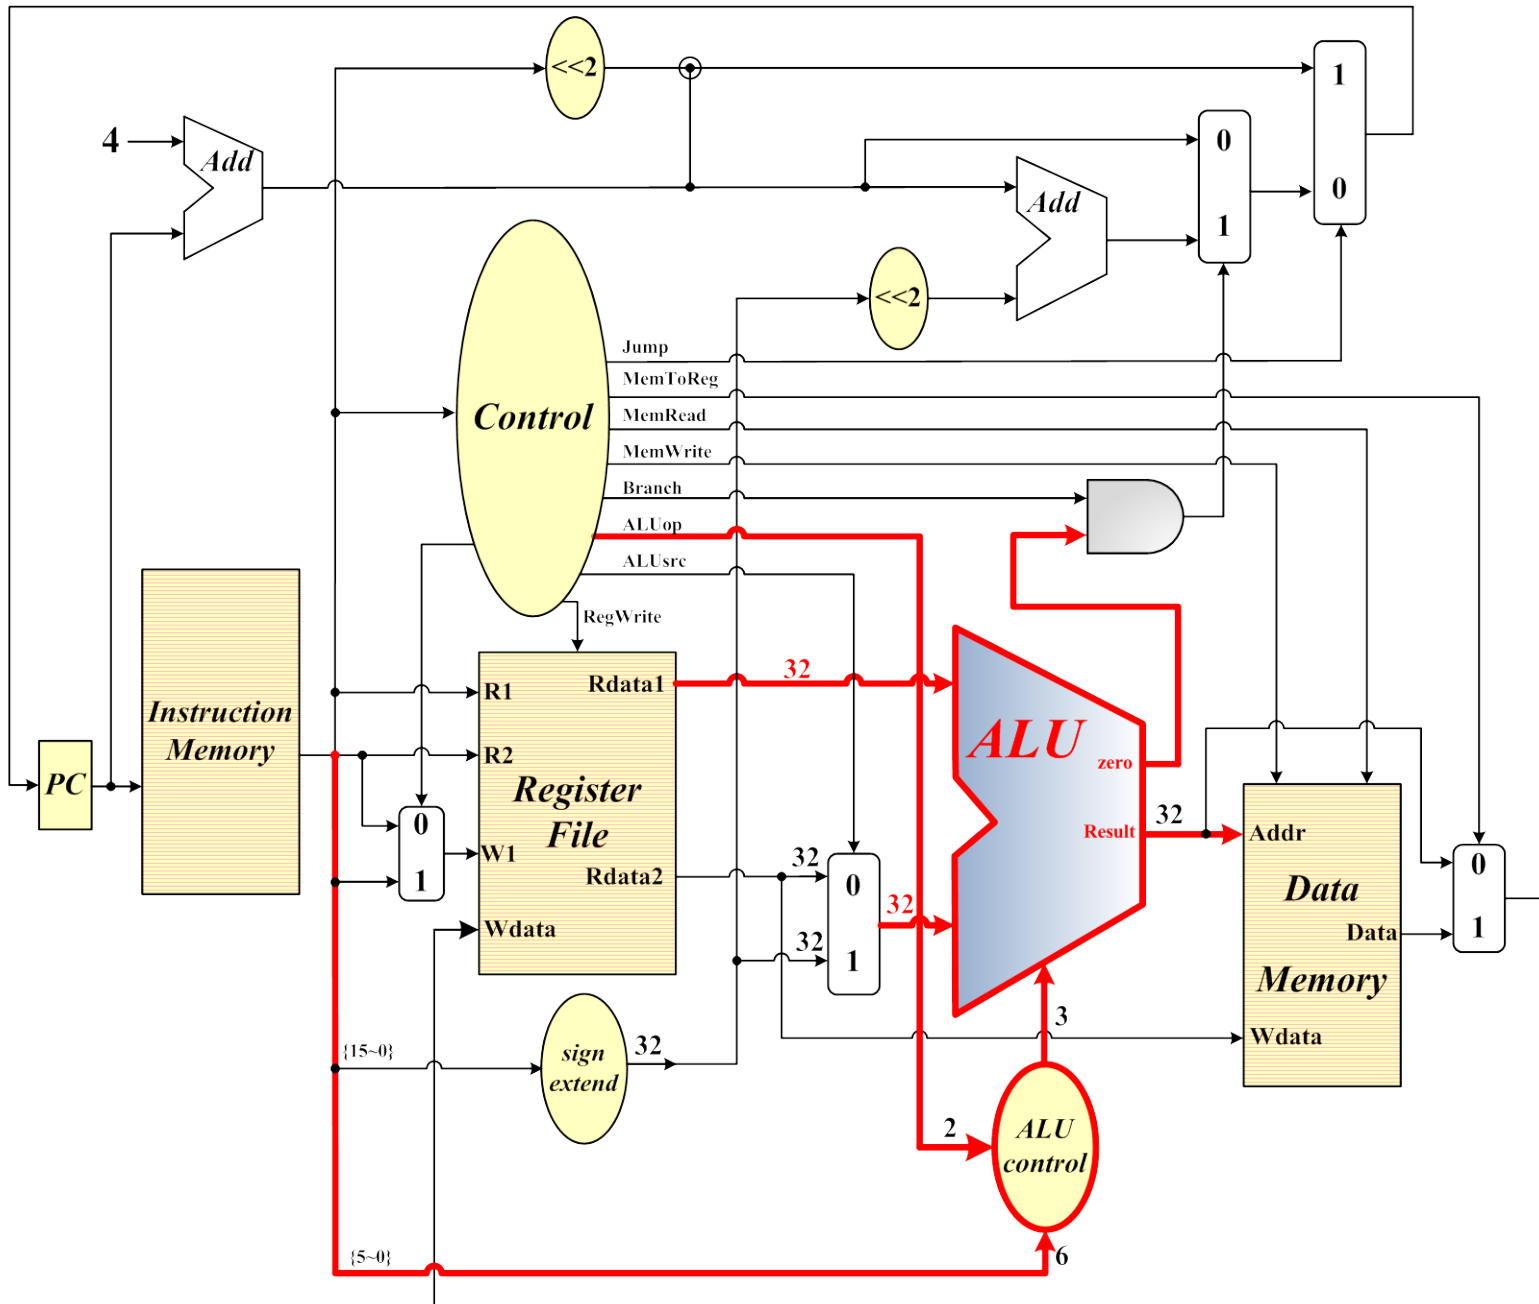 <<2
1
0
4
Add
0
1
Add
<<2
Jump
MemToReg
MemRead
MemWrite
Branch
ALUop
ALUsrc
RegWrite
Control
Instruction
Memory
PC
R1
R2
W1
Wdata
Rdata1
Rdata2
Register
File
0
1
32
32
32
0
1
32
ALU
zero
Result
32
Addr
Data
Data
Memory
Wdata
0
1
{15~0}
sign
extend
32
3
2
ALU
control
6
{5~0}